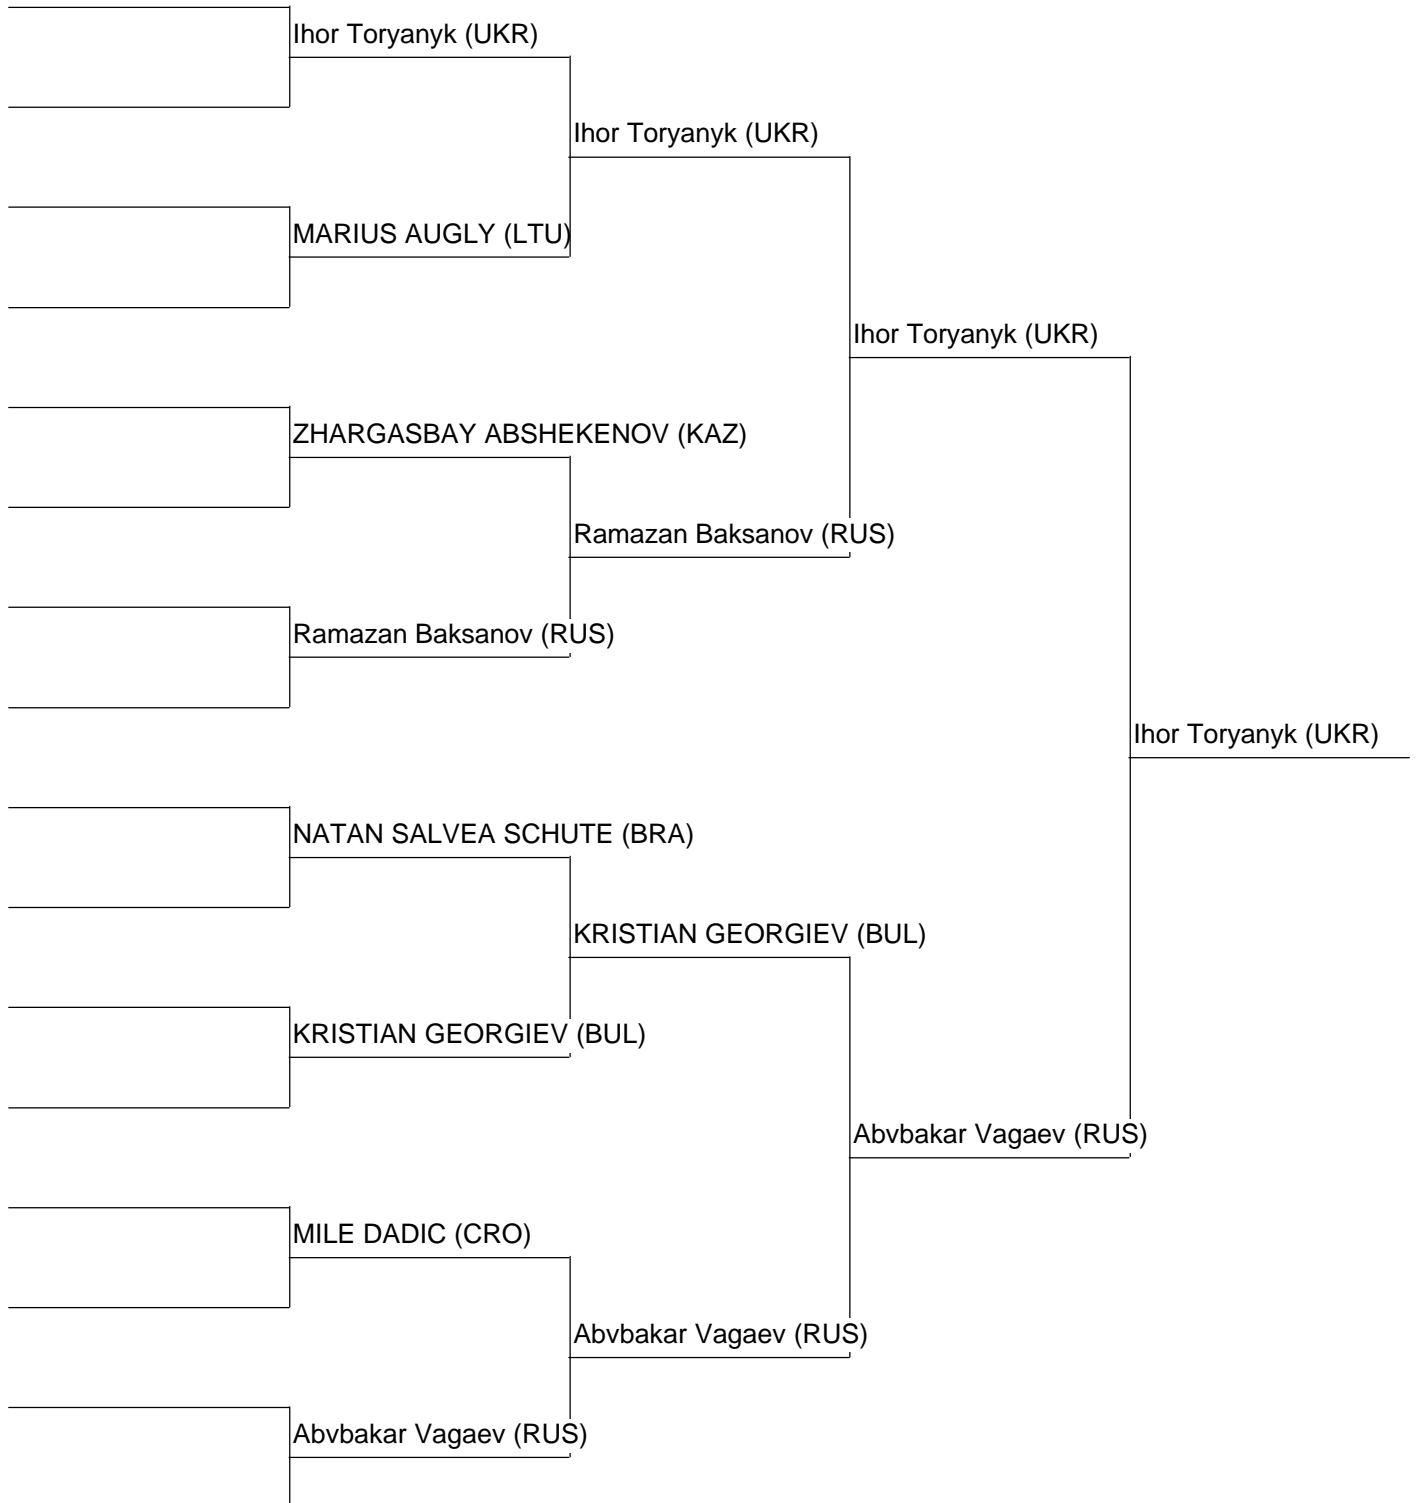 Ihor Toryanyk (UKR)
Ihor Toryanyk (UKR)
MARIUS AUGLY (LTU)
Ihor Toryanyk (UKR)
ZHARGASBAY ABSHEKENOV (KAZ)
Ramazan Baksanov (RUS)
Ramazan Baksanov (RUS)
Ihor Toryanyk (UKR)
NATAN SALVEA SCHUTE (BRA)
KRISTIAN GEORGIEV (BUL)
KRISTIAN GEORGIEV (BUL)
Abvbakar Vagaev (RUS)
MILE DADIC (CRO)
Abvbakar Vagaev (RUS)
Abvbakar Vagaev (RUS)